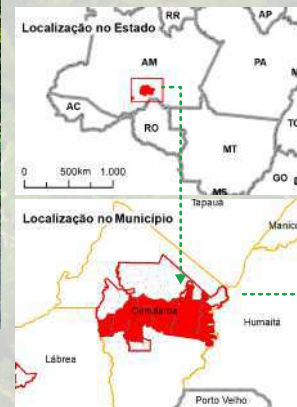 Localização no Estado
RR
AP
AM
PA
AC
RO
MT
TO
GO
MS
0 500km 1.000
Localização no Município
Tapauá
Manico
Canutama
Humaitá
Lábrea
Porto Velho